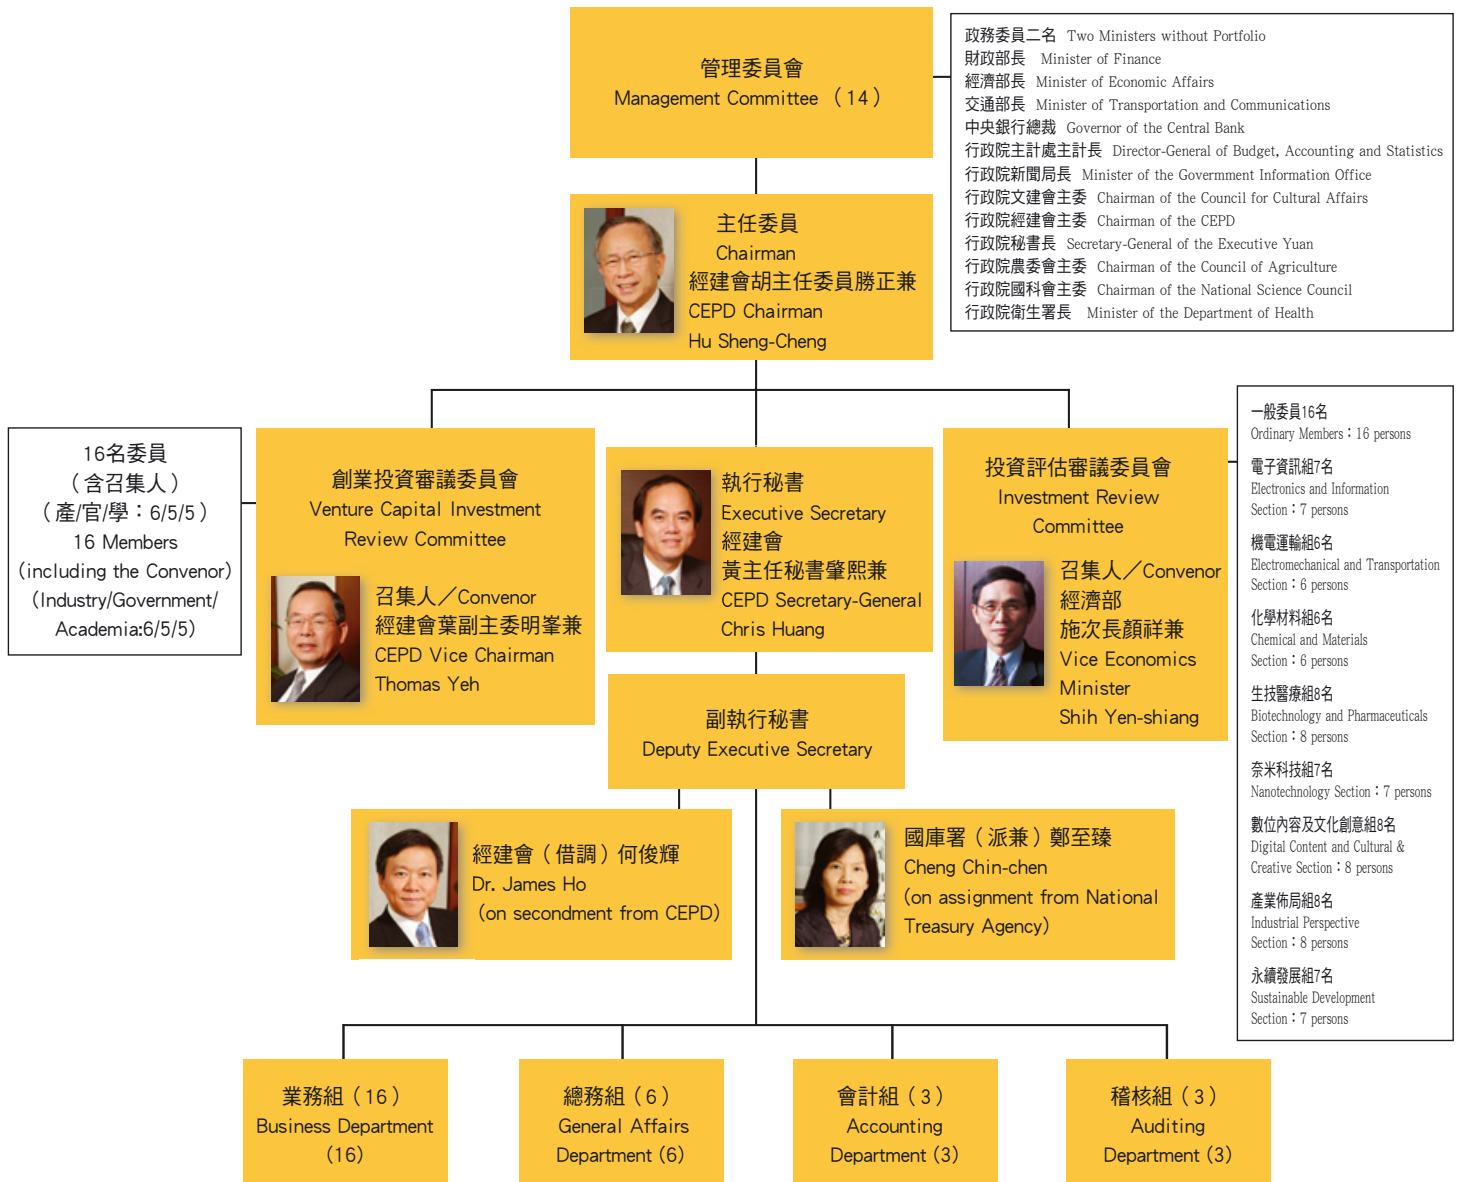 管理委員會
Management Committee （14）
政務委員二名 Two Ministers without Portfolio
財政部長 Minister of Finance
經濟部長 Minister of Economic Affairs
交通部長 Minister of Transportation and Communications
中央銀行總裁 Governor of the Central Bank
行政院主計處主計長 Director-General of Budget, Accounting and Statistics
行政院新聞局長 Minister of the Govermment Information Office
行政院文建會主委 Chairman of the Council for Cultural Affairs
行政院經建會主委 Chairman of the CEPD
行政院秘書長 Secretary-General of the Executive Yuan
行政院農委會主委 Chairman of the Council of Agriculture
行政院國科會主委 Chairman of the National Science Council
行政院衛生署長 Minister of the Department of Health
主任委員
Chairman
經建會胡主任委員勝正兼
CEPD Chairman
Hu Sheng-Cheng
16名委員
（含召集人）
（產/官/學：6/5/5）
16 Members
(including the Convenor)
(Industry/Government/
Academia:6/5/5)
創業投資審議委員會
Venture Capital Investment
Review Committee
召集人／Convenor
經建會葉副主委明峯兼
CEPD Vice Chairman
Thomas Yeh
執行秘書
Executive Secretary
經建會
黃主任秘書肇熙兼
CEPD Secretary-General
Chris Huang
投資評估審議委員會
Investment Review
Committee
召集人／Convenor
經濟部
施次長顏祥兼
Vice Economics
Minister
Shih Yen-shiang
一般委員16名
Ordinary Members：16 persons
電子資訊組7名
Electronics and Information
Section：7 persons
機電運輸組6名
Electromechanical and Transportation
Section：6 persons
化學材料組6名
Chemical and Materials
Section：6 persons
生技醫療組8名
Biotechnology and Pharmaceuticals
Section：8 persons
奈米科技組7名
Nanotechnology Section：7 persons
數位內容及文化創意組8名
Digital Content and Cultural &
Creative Section：8 persons
產業佈局組8名
Industrial Perspective
Section：8 persons
永續發展組7名
Sustainable Development
Section：7 persons
副執行秘書
Deputy Executive Secretary
經建會（借調）何俊輝
Dr. James Ho
(on secondment from CEPD)
國庫署（派兼）鄭至臻
Cheng Chin-chen
(on assignment from National
Treasury Agency)
業務組（16）
Business Department
(16)
總務組（6）
General Affairs
Department (6)
會計組（3）
Accounting
Department (3)
稽核組（3）
Auditing
Department (3)